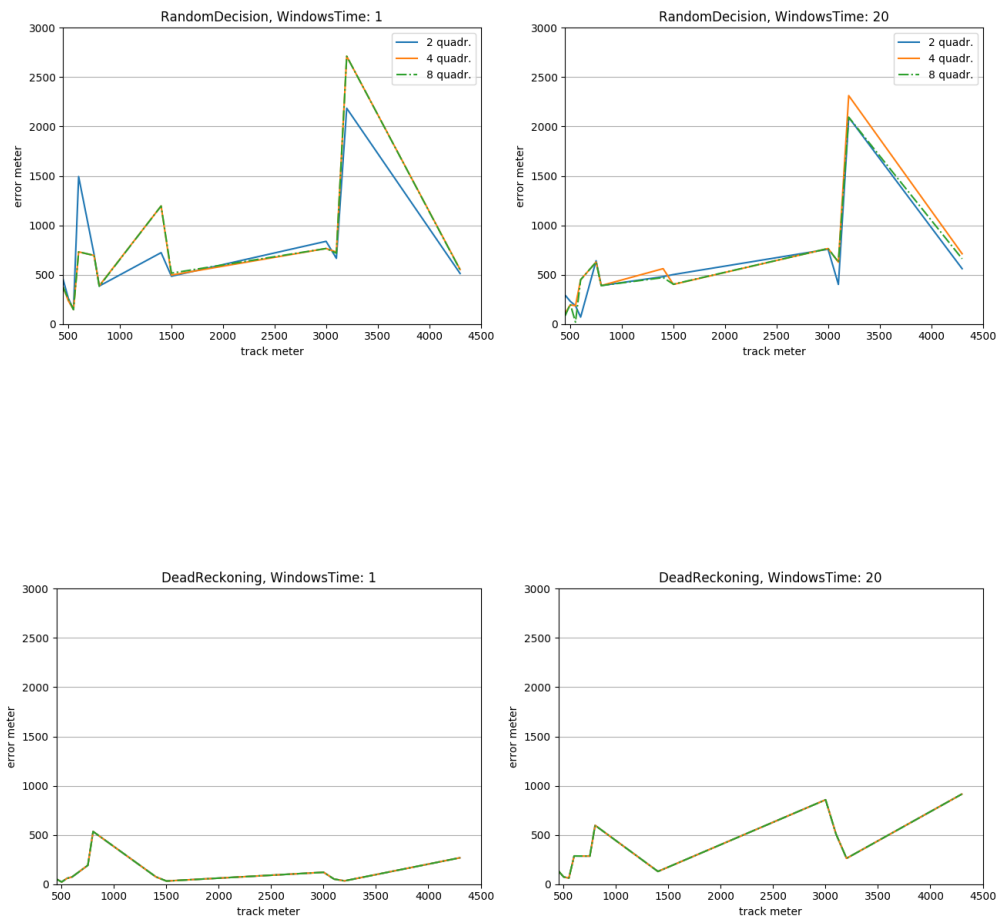 RandomDecision, WindowsTime: 1
3000
2500
2000
1500
1000
500
0
error meter
2 quadr.
4 quadr.
8 quadr.
500 1000 1500 2000 2500 3000 3500 4000 4500
track meter
RandomDecision, WindowsTime: 20
3000
2500
2000
1500
1000
500
0
error meter
2 quadr.
4 quadr.
8 quadr.
500 1000 1500 2000 2500 3000 3500 4000 4500
track meter
DeadReckoning, WindowsTime: 1
3000
2500
2000
1500
1000
500
0
error meter
500 1000 1500 2000 2500 3000 3500 4000 4500
track meter
DeadReckoning, WindowsTime: 20
3000
2500
2000
1500
1000
500
0
error meter
500 1000 1500 2000 2500 3000 3500 4000 4500
track meter